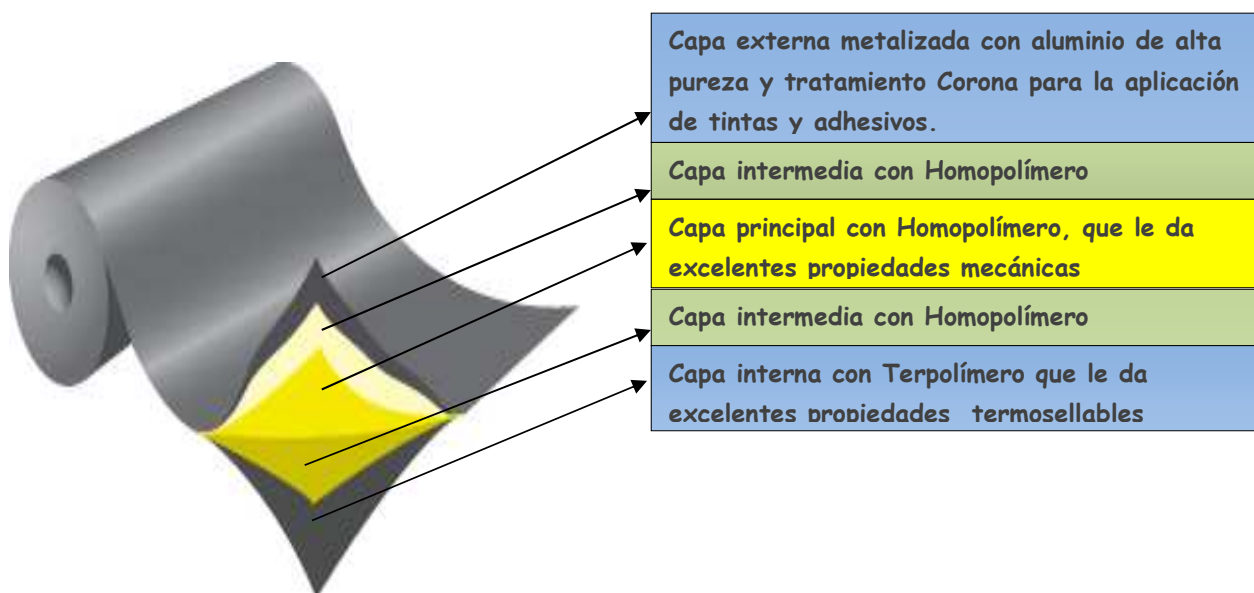 Capa externa metalizada con aluminio de alta
pureza y tratamiento Corona para la aplicación
de tintas y adhesivos.
Capa intermedia con Homopolímero
Capa principal con Homopolímero, que le da
excelentes propiedades mecánicas
Capa intermedia con Homopolímero
Capa interna con Terpolímero que le da
excelentes propiedades termosellables